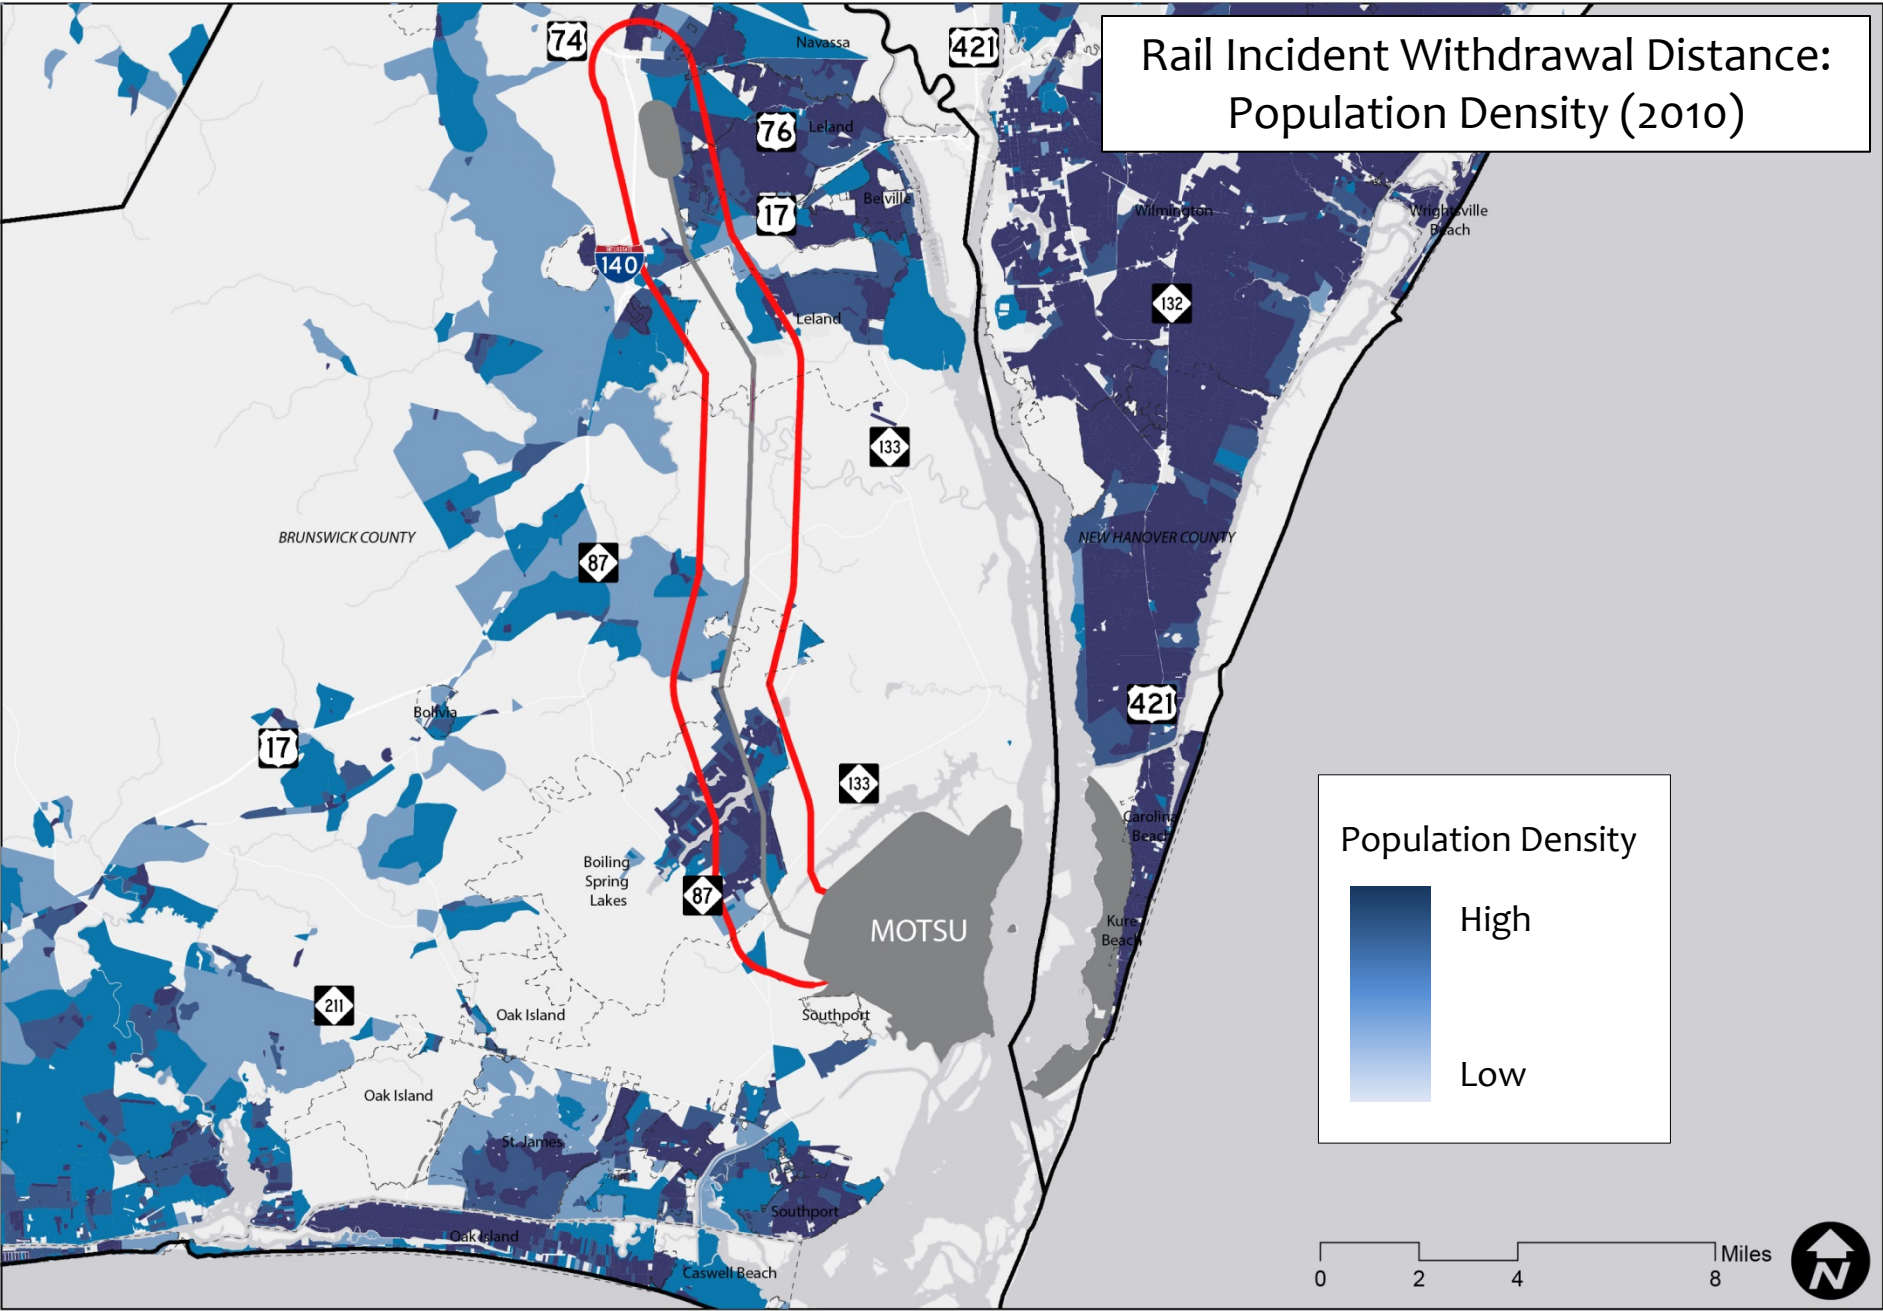 Rail Incident Withdrawal Distance:
Population Density (2010)
74
421
Navassa
76
Leland
17
Belville
Wilmington
Wrightsville
Beach
140
132
Leland
133
BRUNSWICK COUNTY
NEW HANOVER COUNTY
87
421
Bolivia
17
133
Carolina
Beach
Boiling
Spring
Lakes
87
MOTSU
Kure
Beach
211
Oak Island
Southport
Oak Island
St. James
Southport
Oak Island
Caswell Beach
Population Density
High
Low
Miles
0 2 4 8
N